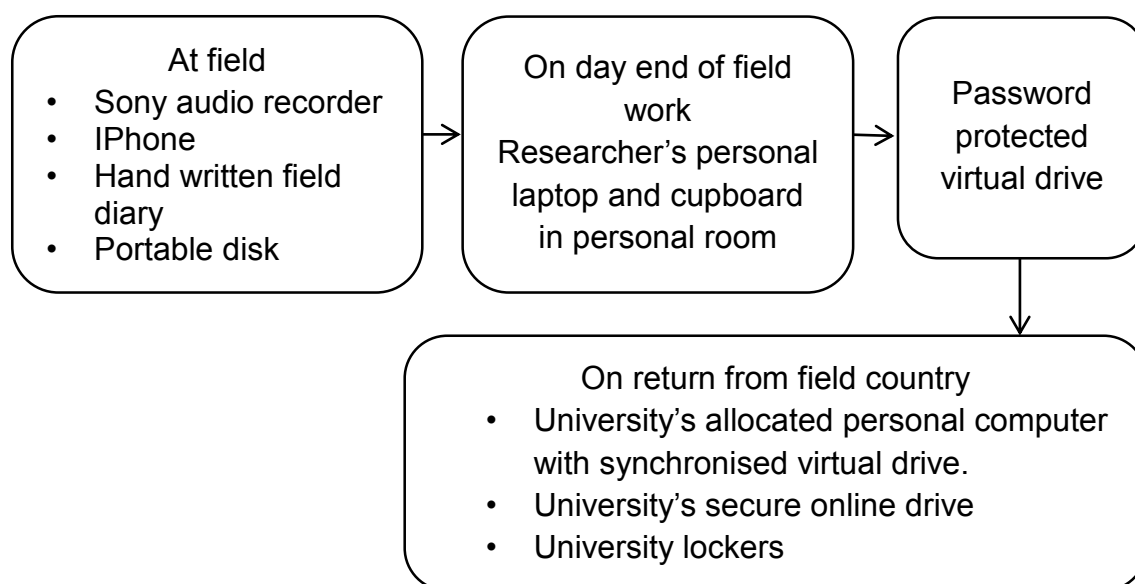 At field
• Sony audio recorder
• IPhone
• Hand written field
diary
• Portable disk
On day end of field
work
Researcher’s personal
laptop and cupboard
in personal room
Password
protected
virtual drive
On return from field country
• University’s allocated personal computer
with synchronised virtual drive.
• University’s secure online drive
• University lockers